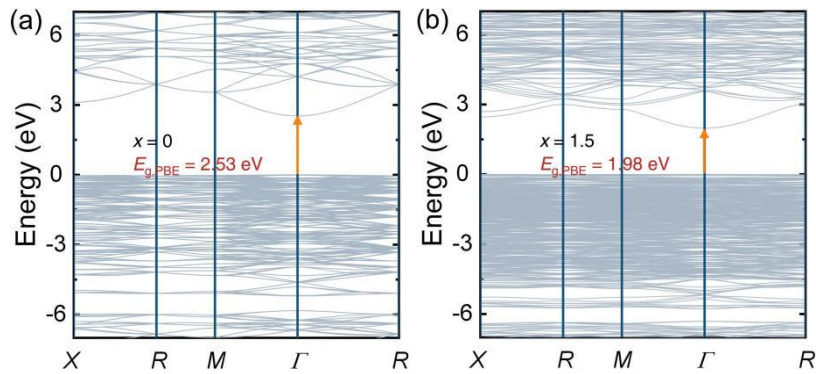 (a)
Energy (eV)
6
3
0
-3
-6
x = 0
E_g,PBE = 2.53 eV
X R M Γ R
(b)
Energy (eV)
6
3
0
-3
-6
x = 1.5
E_g,PBE = 1.98 eV
X R M Γ R